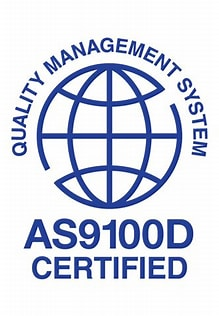 QUALITY MANAGEMENT SYSTEM
AS9100D
CERTIFIED